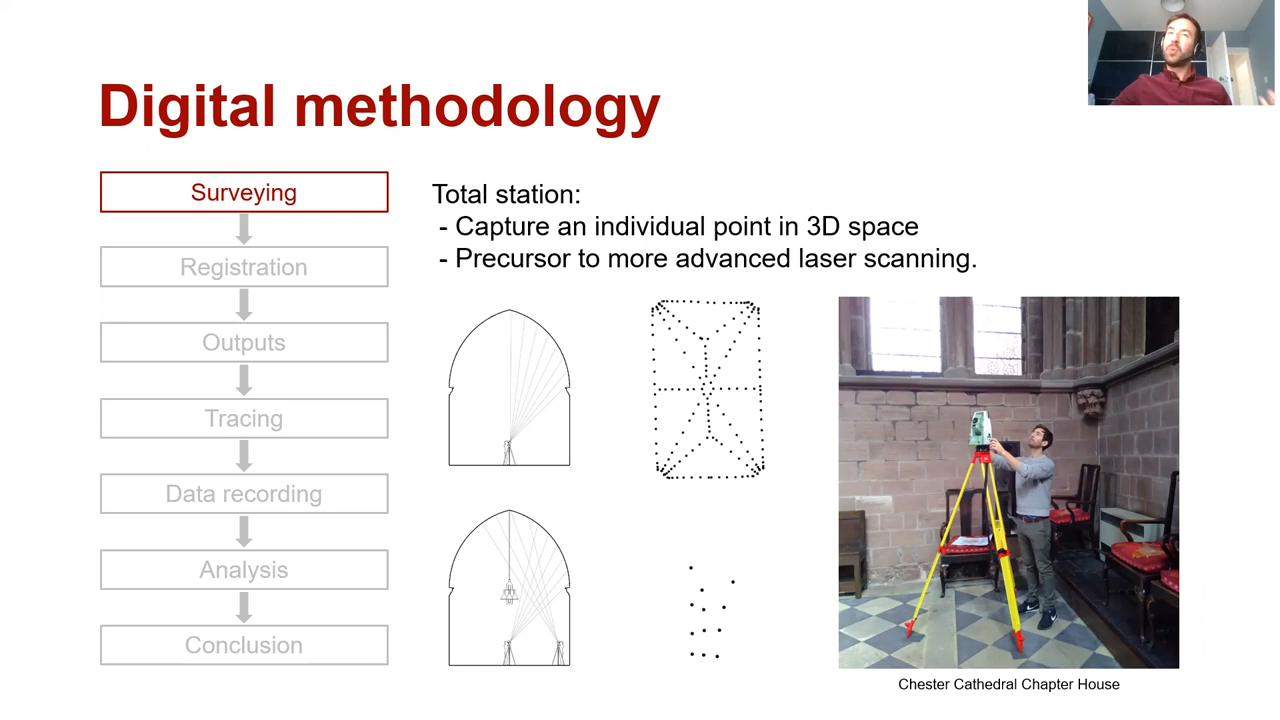 Digital methodology
Surveying
Registration
Outputs
Tracing
Data recording
Analysis
Conclusion
Total station:
- Capture an individual point in 3D space
- Precursor to more advanced laser scanning.
Chester Cathedral Chapter House